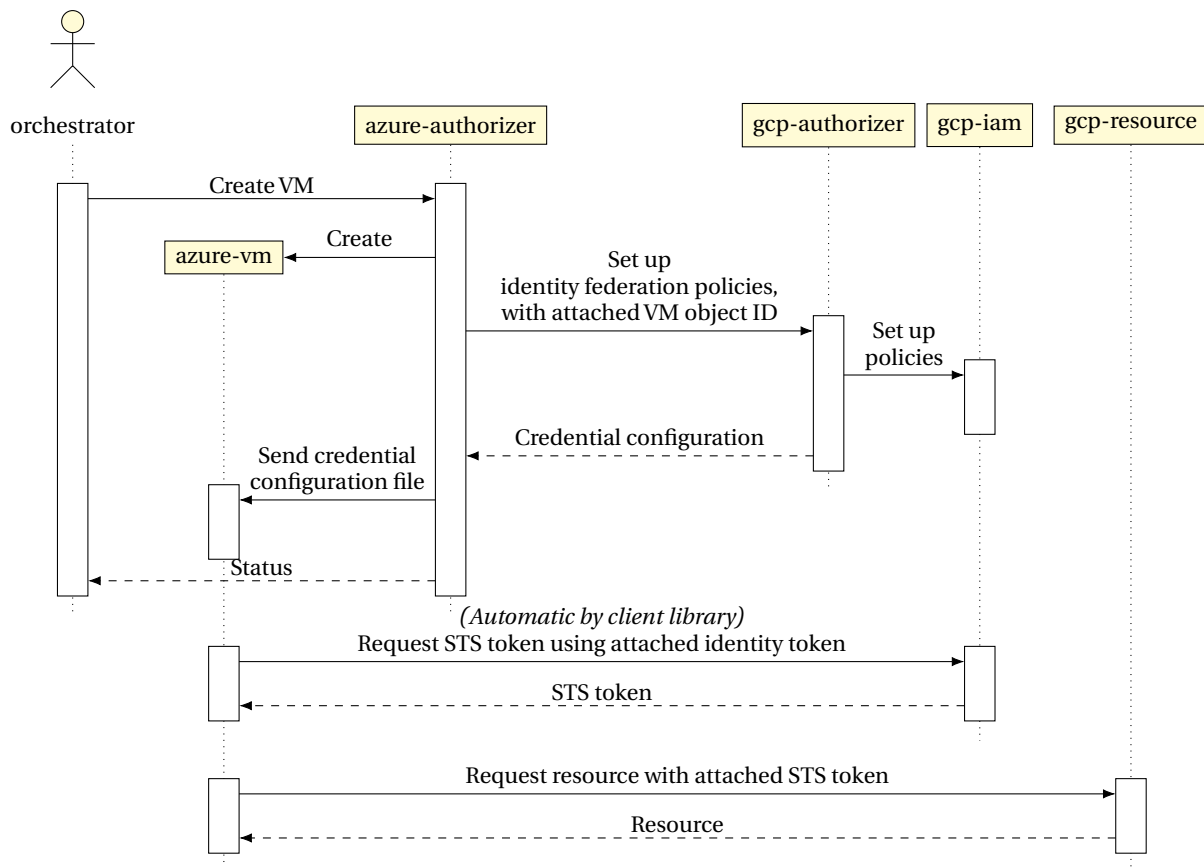 orchestrator
azure-authorizer
gcp-authorizer
gcp-iam
gcp-resource
Create VM
Create
azure-vm
Set up
identity federation policies,
with attached VM object ID
Set up
policies
Credential configuration
Send credential
configuration file
Status
(Automatic by client library)
Request STS token using attached identity token
STS token
Request resource with attached STS token
Resource